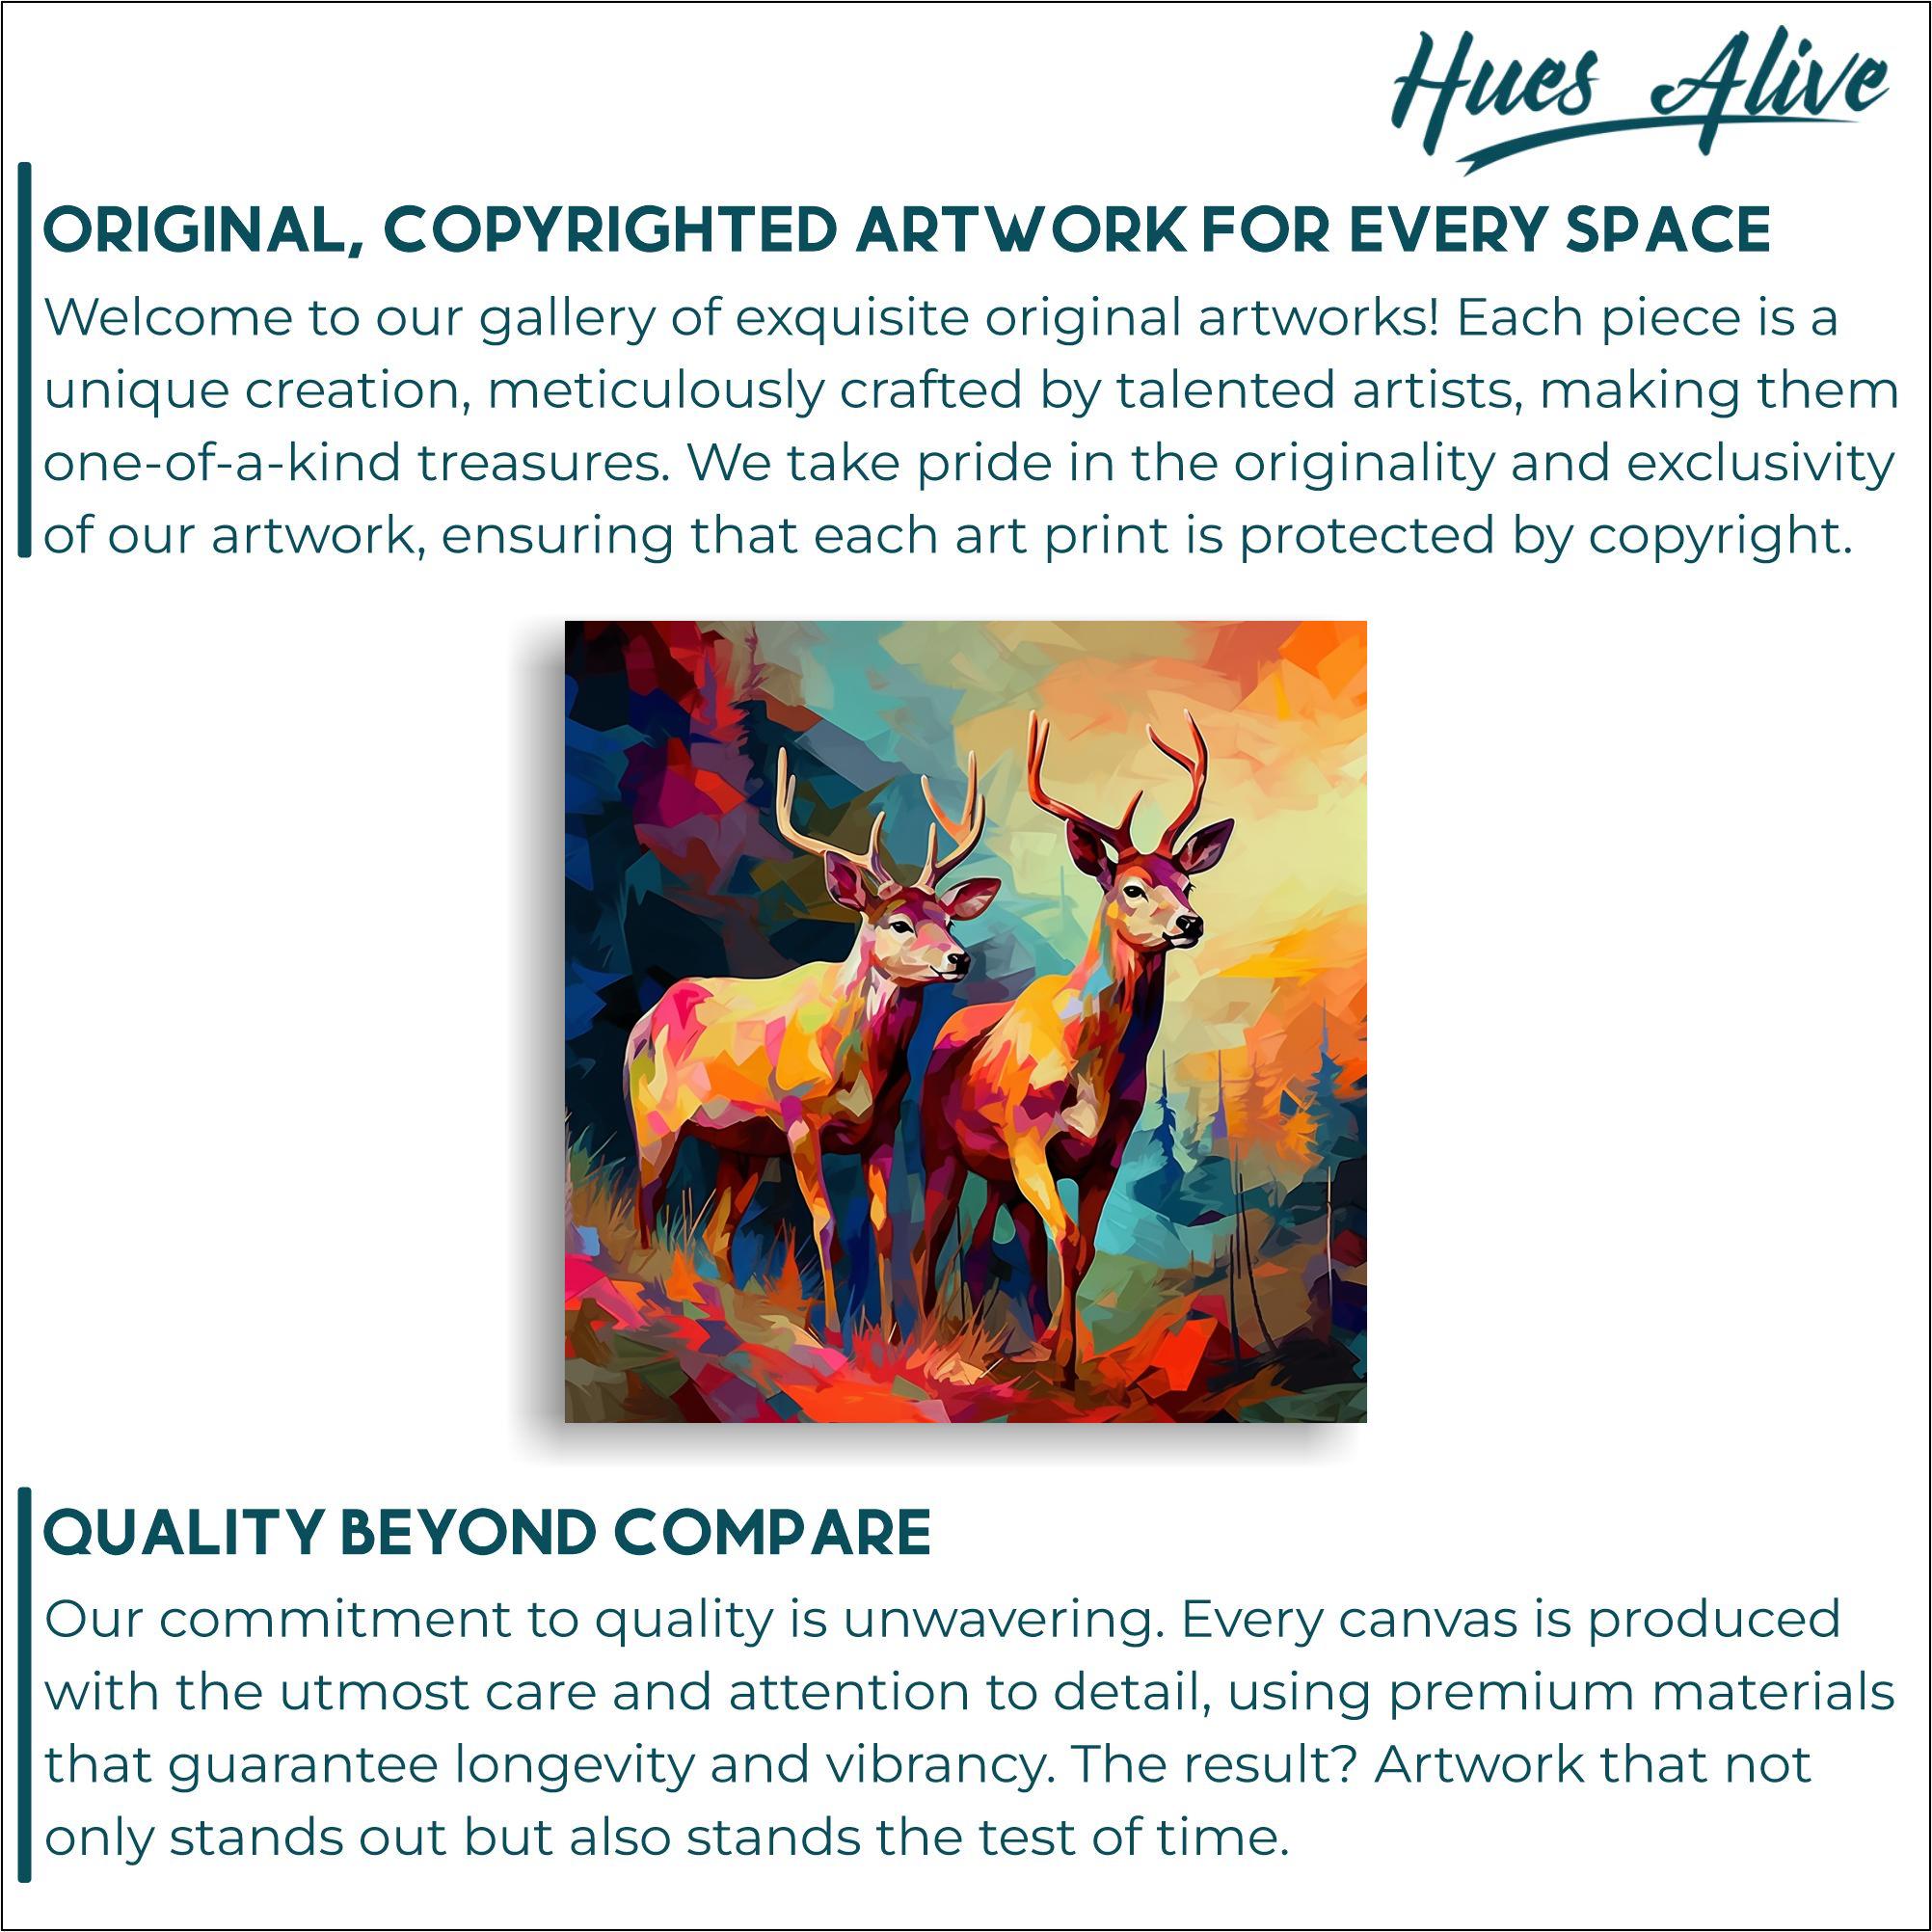 Hues Alive
ORIGINAL, COPYRIGHTED ARTWORK FOR EVERY SPACE
Welcome to our gallery of exquisite original artworks! Each piece is a
unique creation, meticulously crafted by talented artists, making them
one-of-a-kind treasures. We take pride in the originality and exclusivity
of our artwork, ensuring that each art print is protected by copyright.
QUALITY BEYOND COMPARE
Our commitment to quality is unwavering. Every canvas is produced
with the utmost care and attention to detail, using premium materials
that guarantee longevity and vibrancy. The result? Artwork that not
only stands out but also stands the test of time.